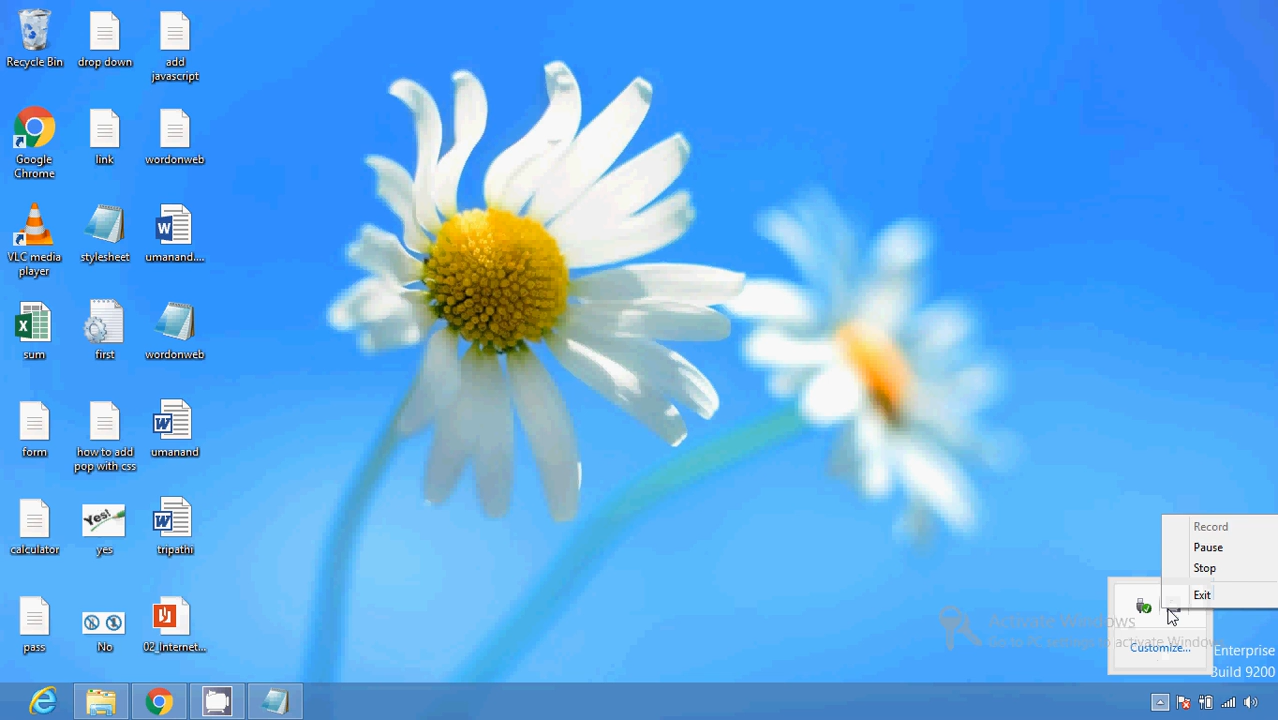 Recycle Bin
drop down
add
javascript
Google
Chrome
link
wordonweb
VLC media
player
stylesheet
umanand....
sum
first
wordonweb
form
how to add
pop with css
umanand
calculator
Yes!
yes
tripathi
pass
No
02_Internet...
Record
Pause
Stop
Exit
Activate Windows
Go to PC settings to activate Windows.
Customize...
Enterprise
Build 9200